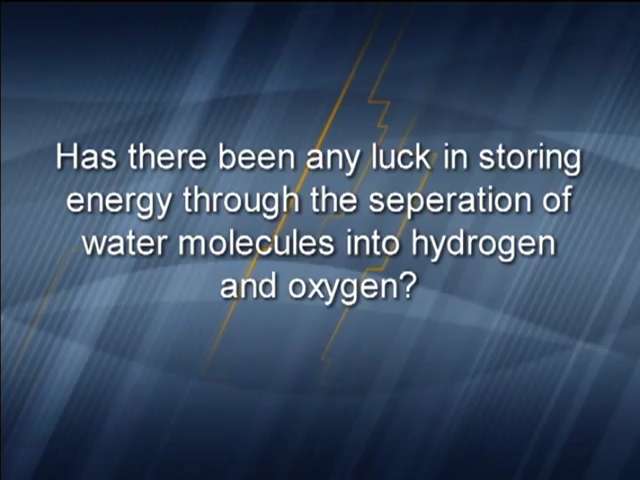 Has there been any luck in storing
energy through the seperation of
water molecules into hydrogen
and oxygen?